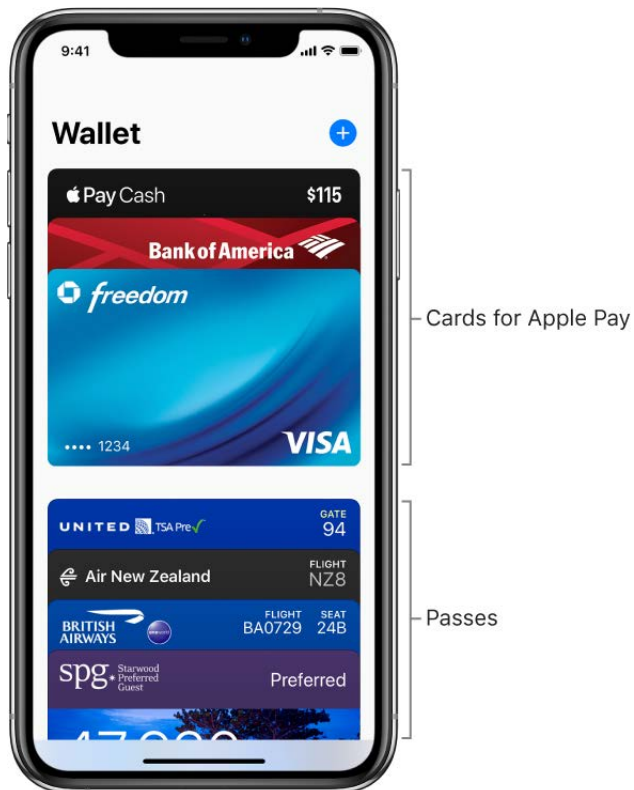 9:41
Wallet
Pay Cash $115
Bank of America
freedom
Cards for Apple Pay
•••• 1234 VISA
UNITED TSA Pre✓ GATE 94
Air New Zealand FLIGHT NZ8
BRITISH AIRWAYS FLIGHT BA0729 SEAT 24B
Passes
spg* Starwood Preferred Guest Preferred